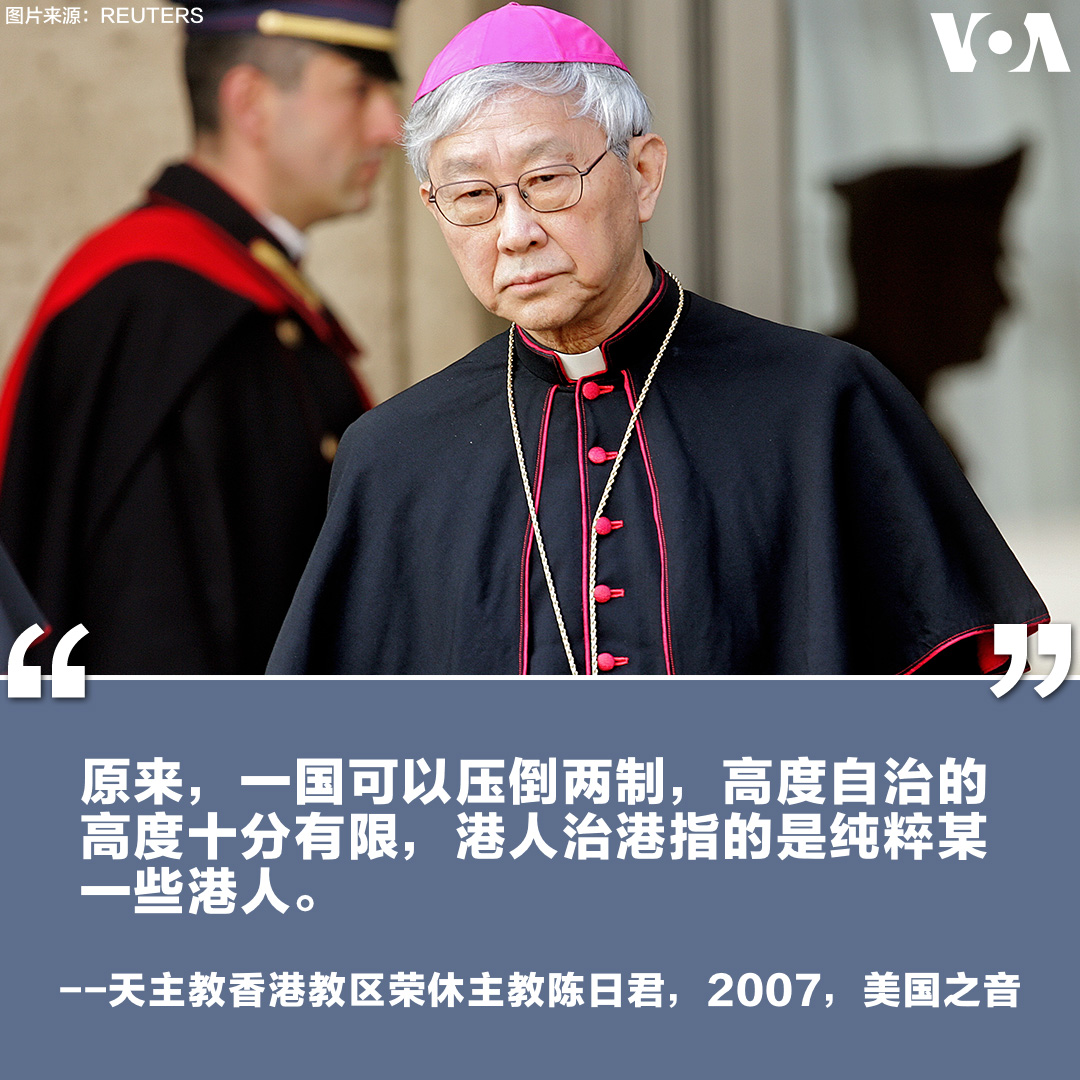 图片来源：REUTERS
VOA
“ ”
原来，一国可以压倒两制，高度自治的
高度十分有限，港人治港指的是纯粹某
一些港人。
--天主教香港教区荣休主教陈日君，2007，美国之音